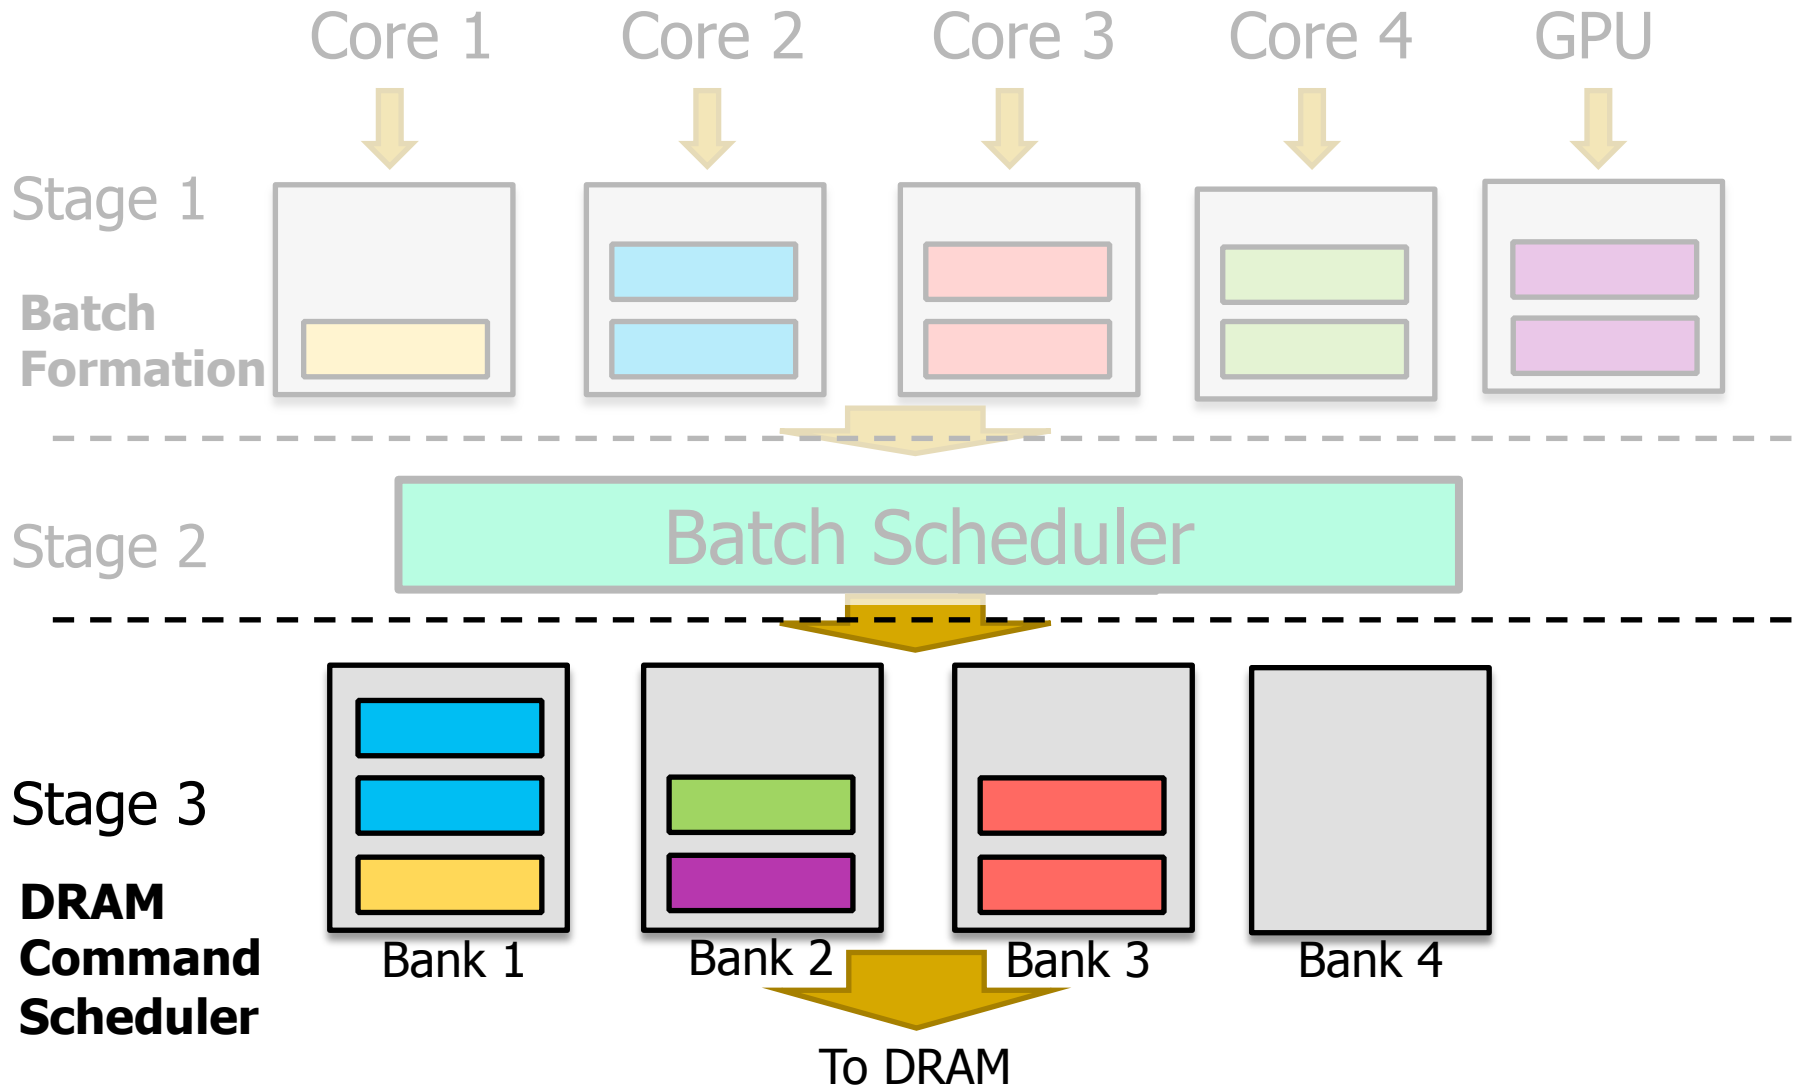 Core 1 Core 2 Core 3 Core 4 GPU
Stage 1
Batch
Formation
Stage 2
Batch Scheduler
Stage 3
DRAM
Command
Scheduler
Bank 1 Bank 2 Bank 3 Bank 4
To DRAM